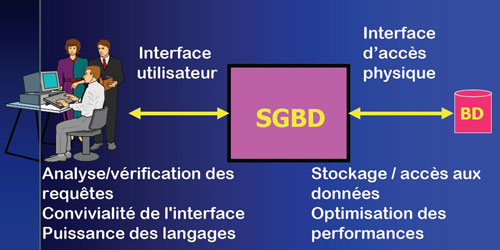 Interface
utilisateur
Interface
d'accès
physique
SGBD
BD
Analyse/vérification des
requêtes
Convivialité de l'interface
Puissance des langages
Stockage / accès aux
données
Optimisation des
performances